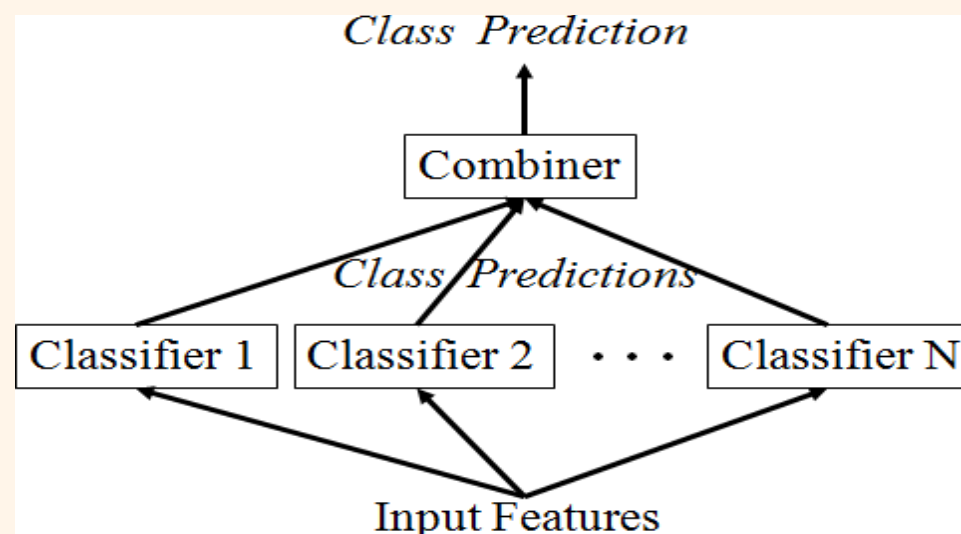 Class Prediction
Combiner
Class Predictions
Classifier 1 Classifier 2 . . . Classifier N
Input Features